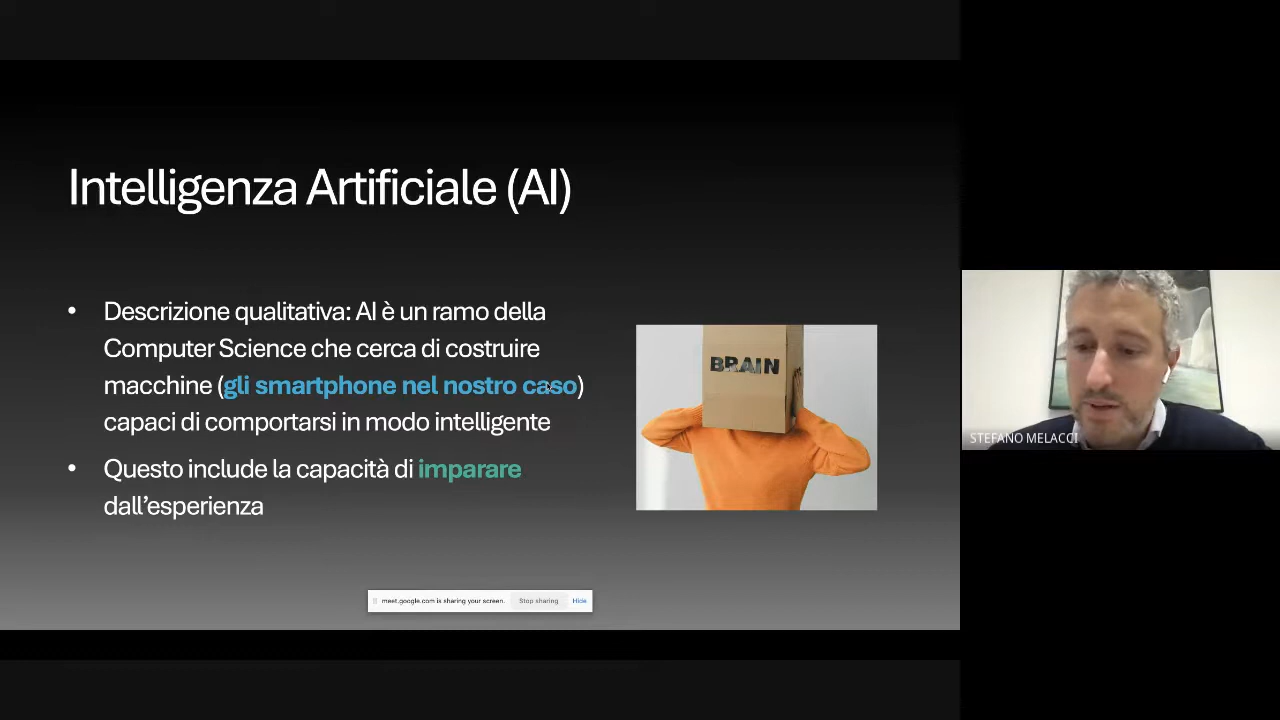 Intelligenza Artificiale (AI)
• Descrizione qualitativa: AI è un ramo della
Computer Science che cerca di costruire
macchine (gli smartphone nel nostro caso)
capaci di comportarsi in modo intelligente
• Questo include la capacità di imparare
dall’esperienza
BRAIN
meet.google.com is sharing your screen. Stop sharing Hide
STEFANO MELACCI